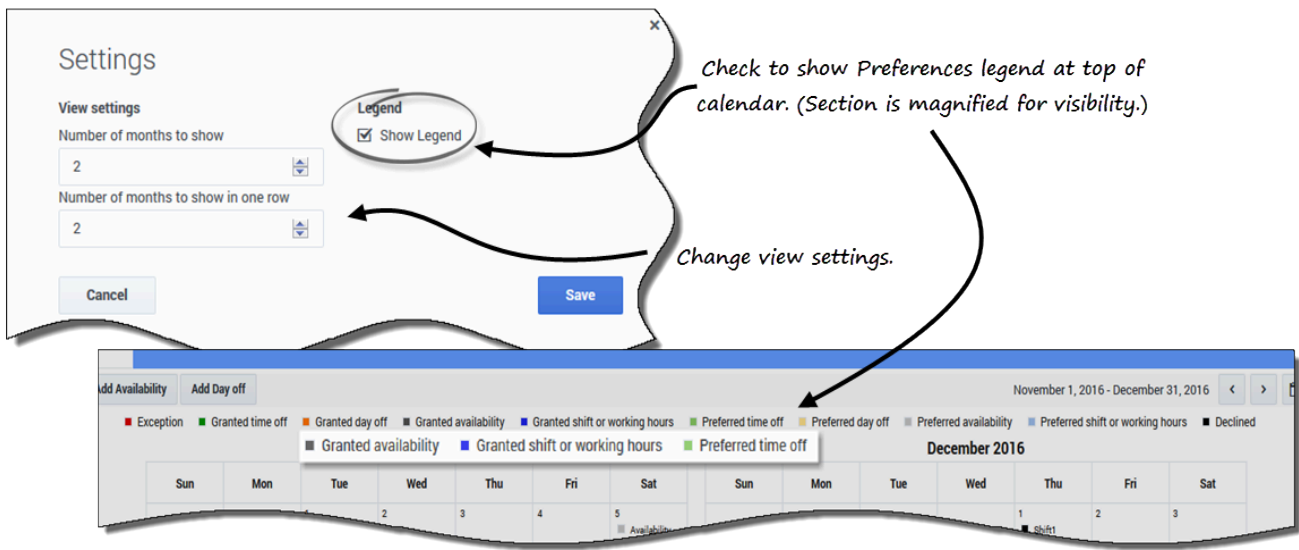 ×
Settings
View settings
Legend
Number of months to show
Show Legend
2
Number of months to show in one row
2
Cancel
Save
Check to show Preferences legend at top of
calendar. (Section is magnified for visibility.)
Change view settings.
Add Availability Add Day off
November 1, 2016 - December 31, 2016 < >
Exception Granted time off Granted day off Granted availability Granted shift or working hours Preferred time off Preferred day off Preferred availability Preferred shift or working hours Declined
Granted availability Granted shift or working hours Preferred time off
December 2016
Sun Mon Tue Wed Thu Fri Sat Sun Mon Tue Wed Thu Fri Sat
1 2 3 4 5 1 2 3
Availability Shift1